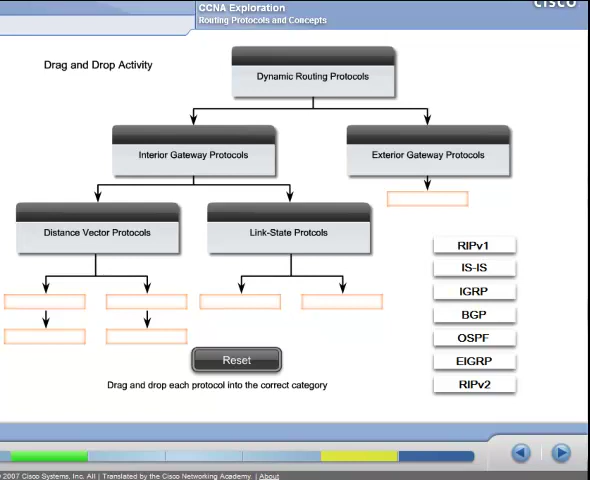 CCNA Exploration
Routing Protocols and Concepts
CISCO
Drag and Drop Activity
Dynamic Routing Protocols
Interior Gateway Protocols
Exterior Gateway Protocols
Distance Vector Protocols
Link-State Protcols
RIPv1
IS-IS
IGRP
BGP
OSPF
EIGRP
RIPv2
Reset
Drag and drop each protocol into the correct category
2007 Cisco Systems, Inc. All | Translated by the Cisco Networking Academy. | About